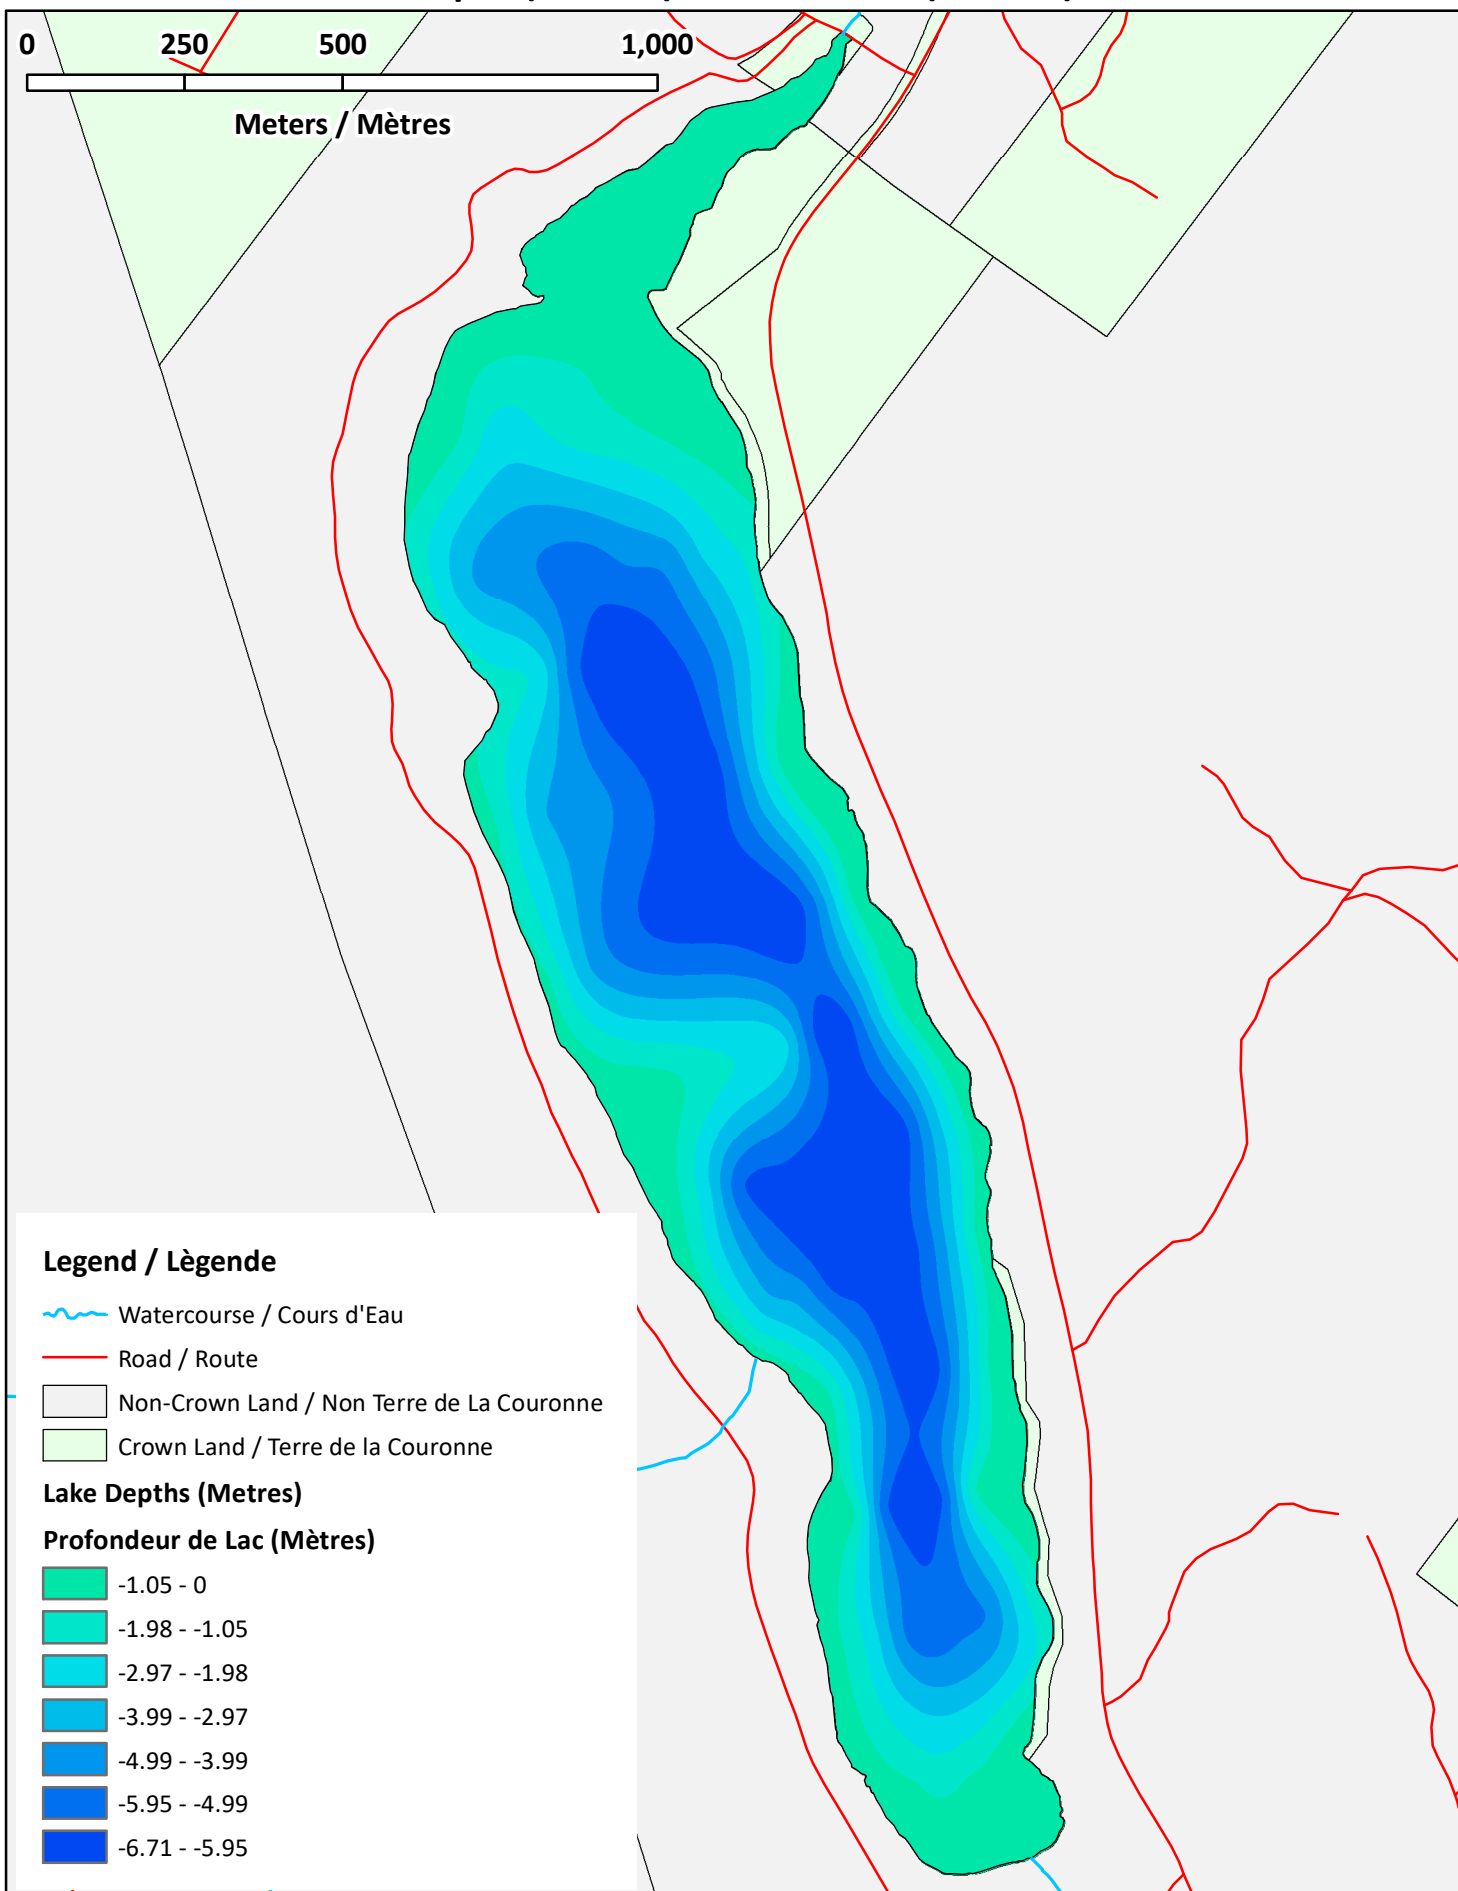 0 250 500 1,000
Meters / Mètres
Legend / Lègende
Watercourse / Cours d'Eau
Road / Route
Non-Crown Land / Non Terre de La Couronne
Crown Land / Terre de la Couronne
Lake Depths (Metres)
Profondeur de Lac (Mètres)
-1.05 - 0
-1.98 - -1.05
-2.97 - -1.98
-3.99 - -2.97
-4.99 - -3.99
-5.95 - -4.99
-6.71 - -5.95